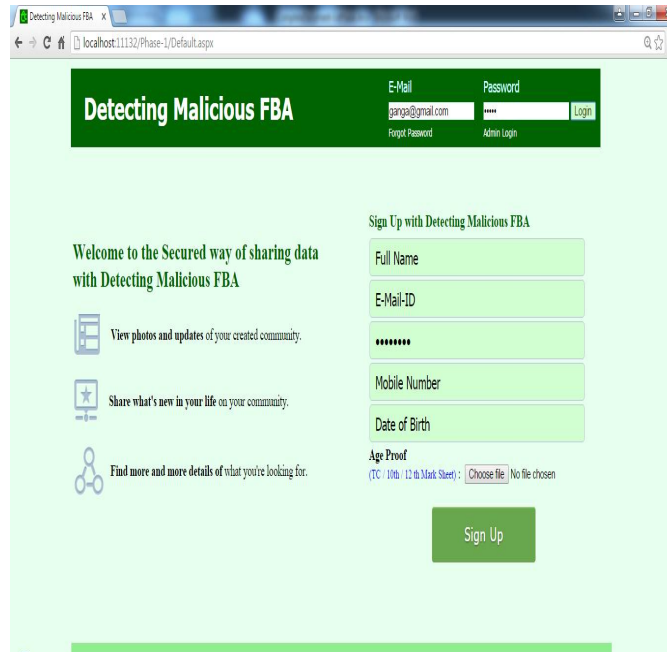 Detecting Malicious FBA
localhost:11132/Phase-1/Default.aspx
Detecting Malicious FBA
E-Mail
Password
ganga@gmail.com
•••••
Login
Forgot Password
Admin Login
Welcome to the Secured way of sharing data
with Detecting Malicious FBA
View photos and updates of your created community.
Share what's new in your life on your community.
Find more and more details of what you're looking for.
Sign Up with Detecting Malicious FBA
Full Name
E-Mail-ID
••••••••
Mobile Number
Date of Birth
Age Proof
(TC / 10th / 12 th Mark Sheet) : Choose file No file chosen
Sign Up